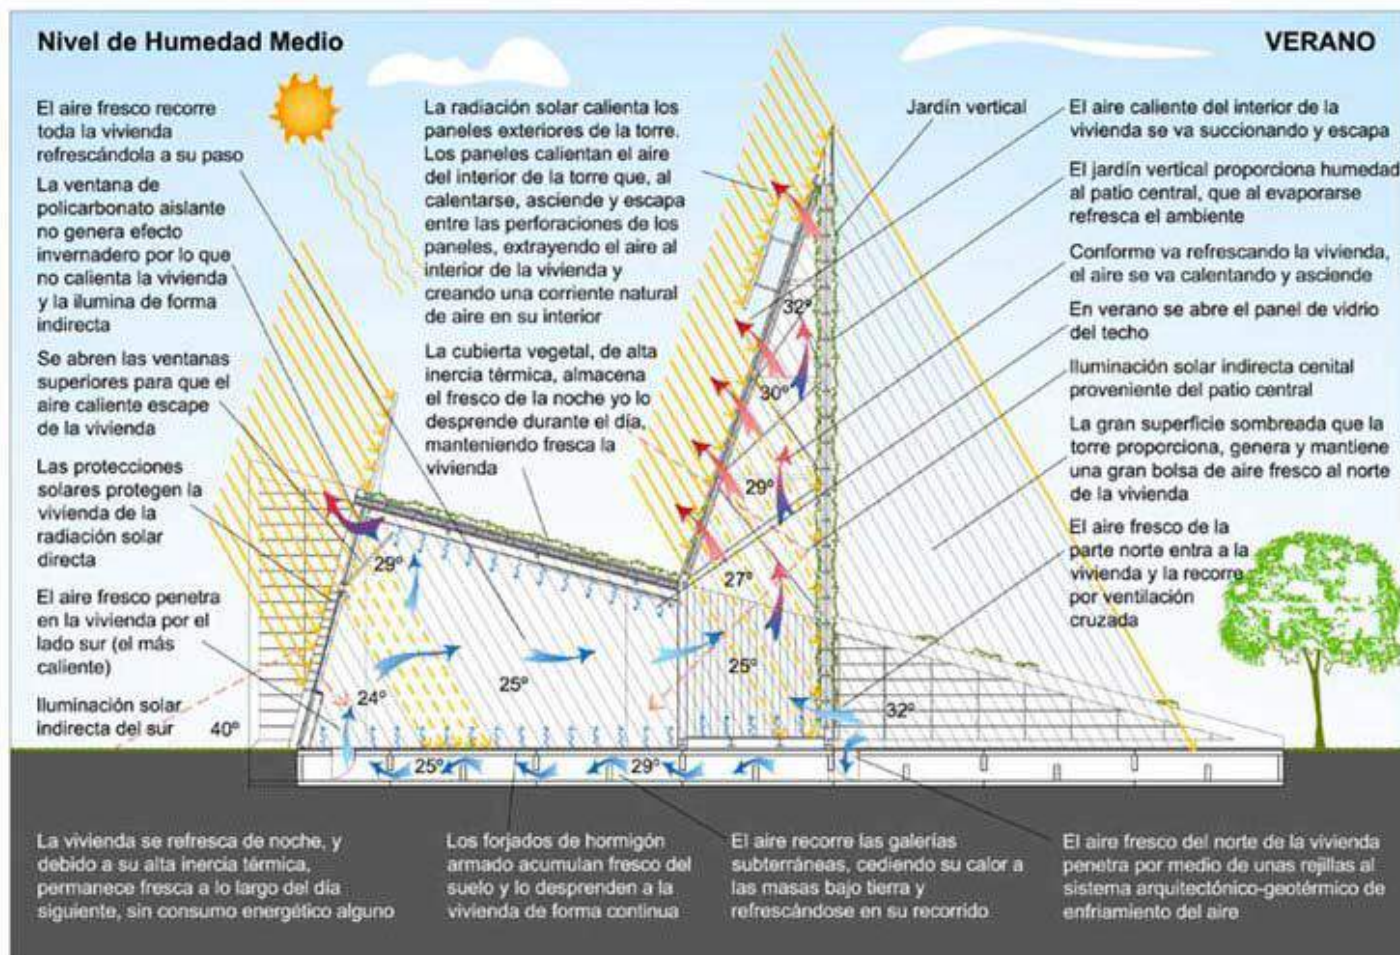 Nivel de Humedad Medio
VERANO
El aire fresco recorre
toda la vivienda
refrescándola a su paso
La ventana de
policarbonato aislante
no genera efecto
invernadero por lo que
no calienta la vivienda
y la ilumina de forma
indirecta
Se abren las ventanas
superiores para que el
aire caliente escape
de la vivienda
Las protecciones
solares protegen la
vivienda de la
radiación solar
directa
El aire fresco penetra
en la vivienda por el
lado sur (el más
caliente)
Iluminación solar
indirecta del sur
40º
La radiación solar calienta los
paneles exteriores de la torre.
Los paneles calientan el aire
del interior de la torre que, al
calentarse, asciende y escapa
entre las perforaciones de los
paneles, extrayendo el aire al
interior de la vivienda y
creando una corriente natural
de aire en su interior
La cubierta vegetal, de alta
inercia térmica, almacena
el fresco de la noche yo lo
desprende durante el día,
manteniendo fresca la
vivienda
Jardín vertical
El aire caliente del interior de la
vivienda se va succionando y escapa
El jardín vertical proporciona humedad
al patio central, que al evaporarse
refresca el ambiente
Conforme va refrescando la vivienda,
el aire se va calentando y asciende
En verano se abre el panel de vidrio
del techo
Iluminación solar indirecta cenital
proveniente del patio central
La gran superficie sombreada que la
torre proporciona, genera y mantiene
una gran bolsa de aire fresco al norte
de la vivienda
El aire fresco de la
parte norte entra a la
vivienda y la recorre
por ventilación
cruzada
32º
30º
29º
27º
29º
24º
25º
25º
32º
25º
29º
La vivienda se refresca de noche, y
debido a su alta inercia térmica,
permanece fresca a lo largo del día
siguiente, sin consumo energético alguno
Los forjados de hormigón
armado acumulan fresco del
suelo y lo desprenden a la
vivienda de forma continua
El aire recorre las galerías
subterráneas, cediendo su calor a
las masas bajo tierra y
refrescándose en su recorrido
El aire fresco del norte de la vivienda
penetra por medio de unas rejillas al
sistema arquitectónico-geotérmico de
enfriamiento del aire